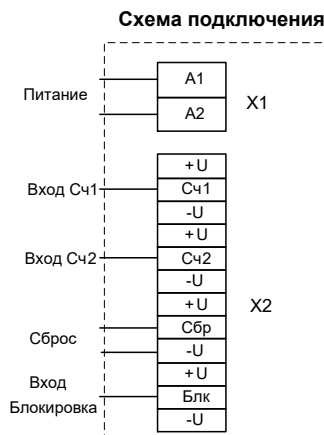 Схема подключения
Питание
A1
A2
X1
+U
Вход Сч1
Сч1
-U
+U
Вход Сч2
Сч2
-U
+U
X2
Сброс
Сбр
-U
+U
Вход
Блокировка
Блк
-U